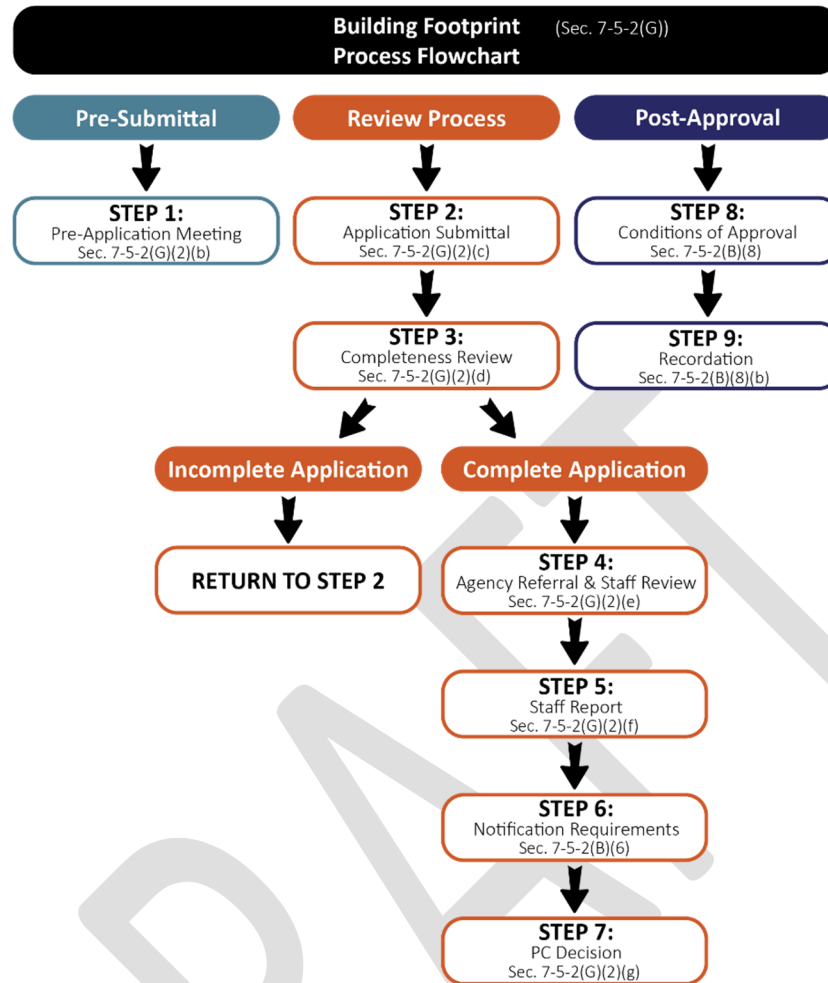 Building Footprint (Sec. 7-5-2(G))
Process Flowchart
Pre-Submittal
Review Process
Post-Approval
STEP 1:
Pre-Application Meeting
Sec. 7-5-2(G)(2)(b)
STEP 2:
Application Submittal
Sec. 7-5-2(G)(2)(c)
STEP 8:
Conditions of Approval
Sec. 7-5-2(B)(8)
STEP 3:
Completeness Review
Sec. 7-5-2(G)(2)(d)
STEP 9:
Recordation
Sec. 7-5-2(B)(8)(b)
Incomplete Application
Complete Application
RETURN TO STEP 2
STEP 4:
Agency Referral & Staff Review
Sec. 7-5-2(G)(2)(e)
STEP 5:
Staff Report
Sec. 7-5-2(G)(2)(f)
STEP 6:
Notification Requirements
Sec. 7-5-2(B)(6)
STEP 7:
PC Decision
Sec. 7-5-2(G)(2)(g)
DRAFT